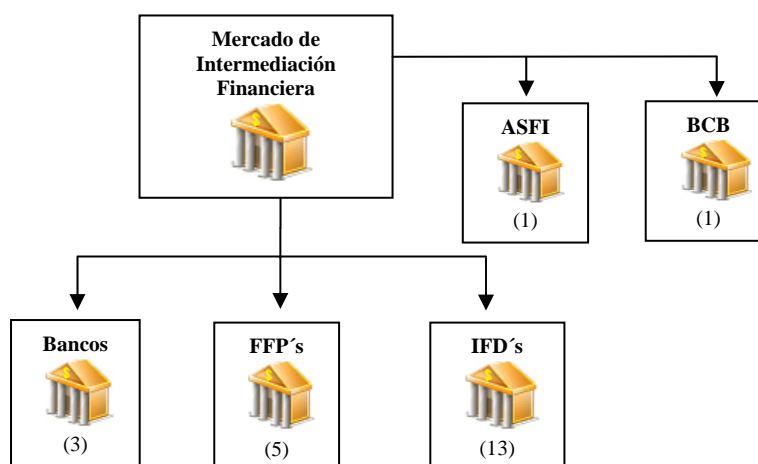 Mercado de
Intermediación
Financiera
ASFI
(1)
BCB
(1)
Bancos
(3)
FFP´s
(5)
IFD´s
(13)